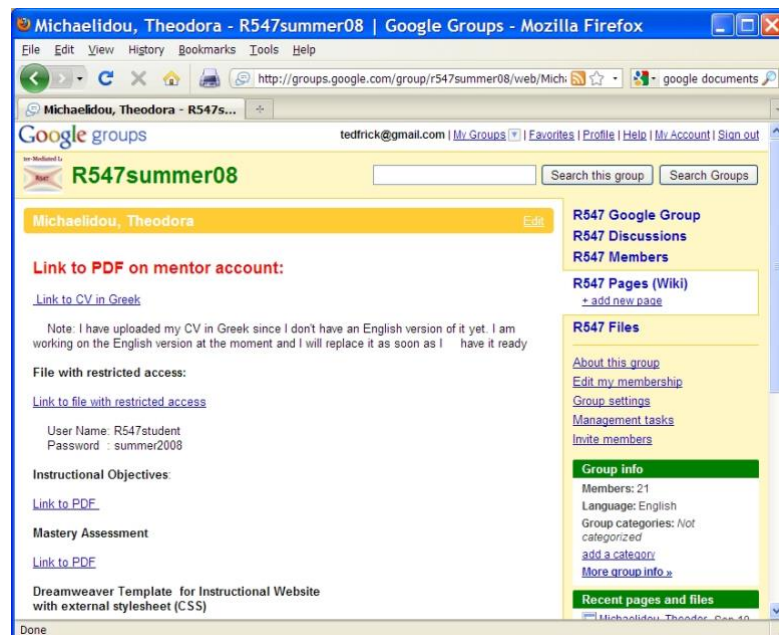 Michaelidou, Theodora - R547summer08 | Google Groups - Mozilla Firefox
File Edit View History Bookmarks Tools Help
http://groups.google.com/group/r547summer08/web/Mich
google documents
Michaelidou, Theodora - R547s...
Google groups
tedfrick@gmail.com | My Groups | Favorites | Profile | Help | My Account | Sign out
R547summer08
Search this group Search Groups
Michaelidou, Theodora Edit
Link to PDF on mentor account:
Link to CV in Greek
Note: I have uploaded my CV in Greek since I don't have an English version of it yet. I am
working on the English version at the moment and I will replace it as soon as I have it ready
File with restricted access:
Link to file with restricted access
User Name: R547student
Password : summer2008
Instructional Objectives:
Link to PDF
Mastery Assessment
Link to PDF
Dreamweaver Template for Instructional Website
with external stylesheet (CSS)
R547 Google Group
R547 Discussions
R547 Members
R547 Pages (Wiki)
+ add new page
R547 Files
About this group
Edit my membership
Group settings
Management tasks
Invite members
Group info
Members: 21
Language: English
Group categories: Not
categorized
add a category
More group info »
Recent pages and files
Done